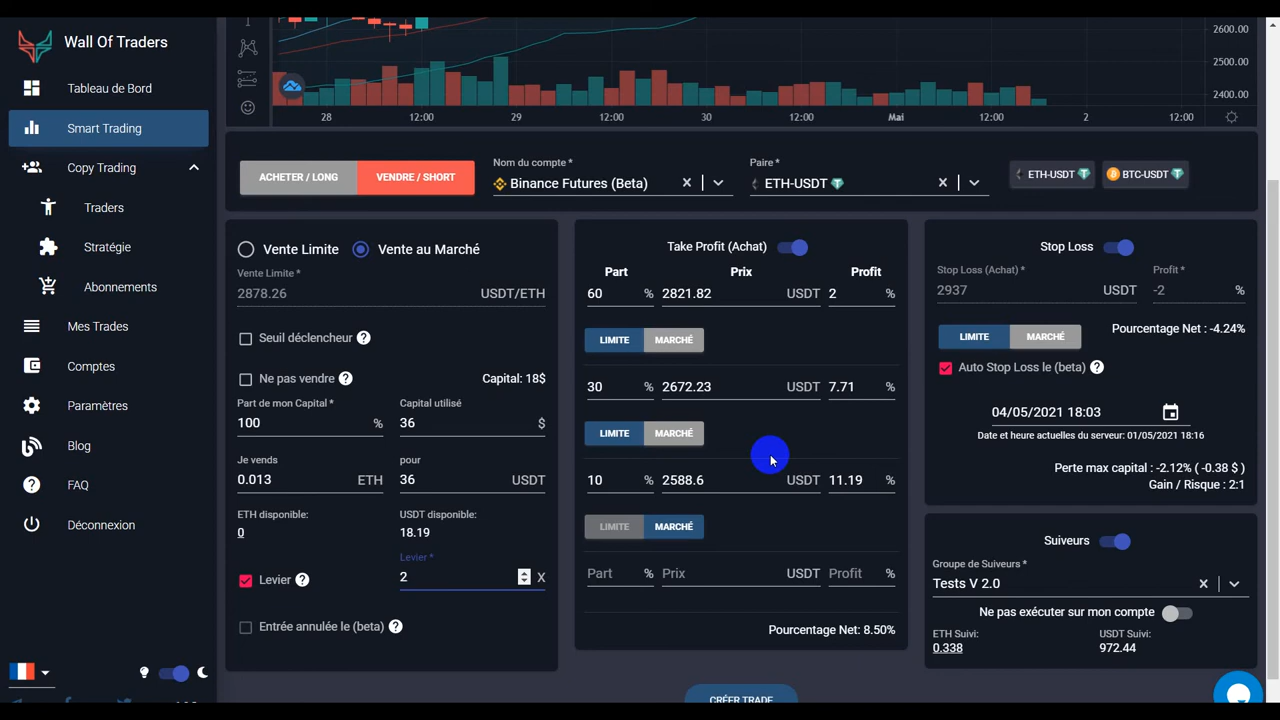 Wall Of Traders
Tableau de Bord
Smart Trading
Copy Trading
Traders
Stratégie
Abonnements
Mes Trades
Comptes
Paramètres
Blog
FAQ
Déconnexion
2600.00
2500.00
2400.00
28 12:00 29 12:00 30 12:00 Mai 12:00 2 12:00
ACHETER / LONG VENDRE / SHORT
Nom du compte *
Binance Futures (Beta)
Paire *
ETH-USDT
ETH-USDT BTC-USDT
Vente Limite Vente au Marché
Vente Limite *
2878.26 USDT/ETH
Seuil déclencheur ?
Ne pas vendre ? Capital: 18$
Part de mon Capital * Capital utilisé
100 % 36 $
Je vends pour
0.013 ETH 36 USDT
ETH disponible: USDT disponible:
0 18.19
Levier *
Levier ? 2 X
Entrée annulée le (beta) ?
Take Profit (Achat)
Part Prix Profit
60 % 2821.82 USDT 2 %
LIMITE MARCHÉ
30 % 2672.23 USDT 7.71 %
LIMITE MARCHÉ
10 % 2588.6 USDT 11.19 %
LIMITE MARCHÉ
Part % Prix USDT Profit %
Pourcentage Net: 8.50%
CRÉER TRADE
Stop Loss
Stop Loss (Achat) * Profit *
2937 USDT -2 %
LIMITE MARCHÉ Pourcentage Net : -4.24%
Auto Stop Loss le (beta) ?
04/05/2021 18:03
Date et heure actuelles du serveur: 01/05/2021 18:16
Perte max capital : -2.12% ( -0.38 $ )
Gain / Risque : 2:1
Suiveurs
Groupe de Suiveurs *
Tests V 2.0
Ne pas exécuter sur mon compte
ETH Suivi: USDT Suivi:
0.338 972.44